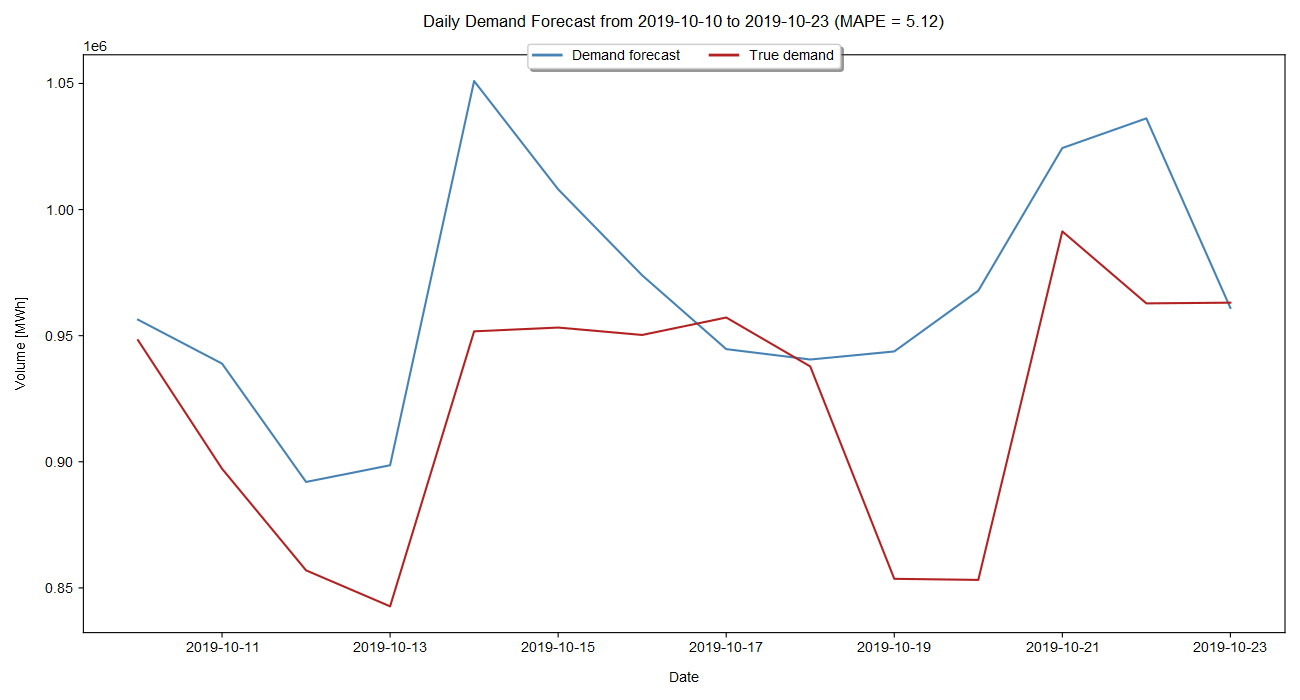 Daily Demand Forecast from 2019-10-10 to 2019-10-23 (MAPE = 5.12)
1e6
Demand forecast True demand
1.05
1.00
0.95
0.90
0.85
Volume [MWh]
2019-10-11 2019-10-13 2019-10-15 2019-10-17 2019-10-19 2019-10-21 2019-10-23
Date